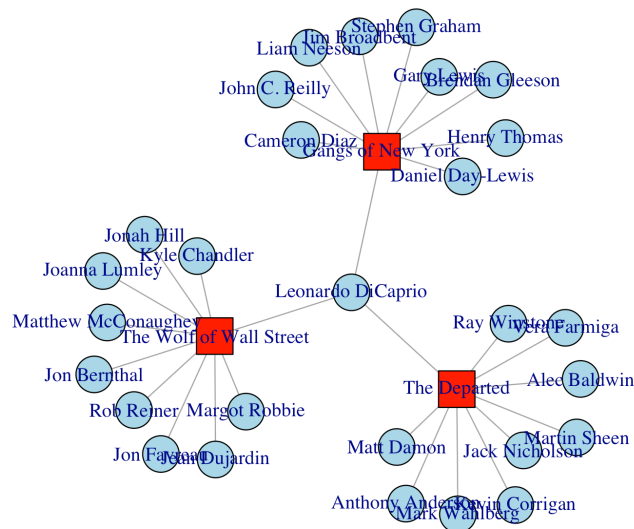 Stephen Graham
Jim Broadbent
Liam Neeson
Gary Lewis
Brendan Gleeson
John C. Reilly
Henry Thomas
Cameron Diaz
Gangs of New York
Daniel Day-Lewis
Jonah Hill
Kyle Chandler
Joanna Lumley
Leonardo DiCaprio
Matthew McConaughey
Ray Winstone
Vera Farmiga
The Wolf of Wall Street
Jon Bernthal
Alec Baldwin
The Departed
Rob Reiner
Margot Robbie
Martin Sheen
Matt Damon
Jack Nicholson
Jon Favreau
Jean Dujardin
Anthony Anderson
Kevin Corrigan
Mark Wahlberg